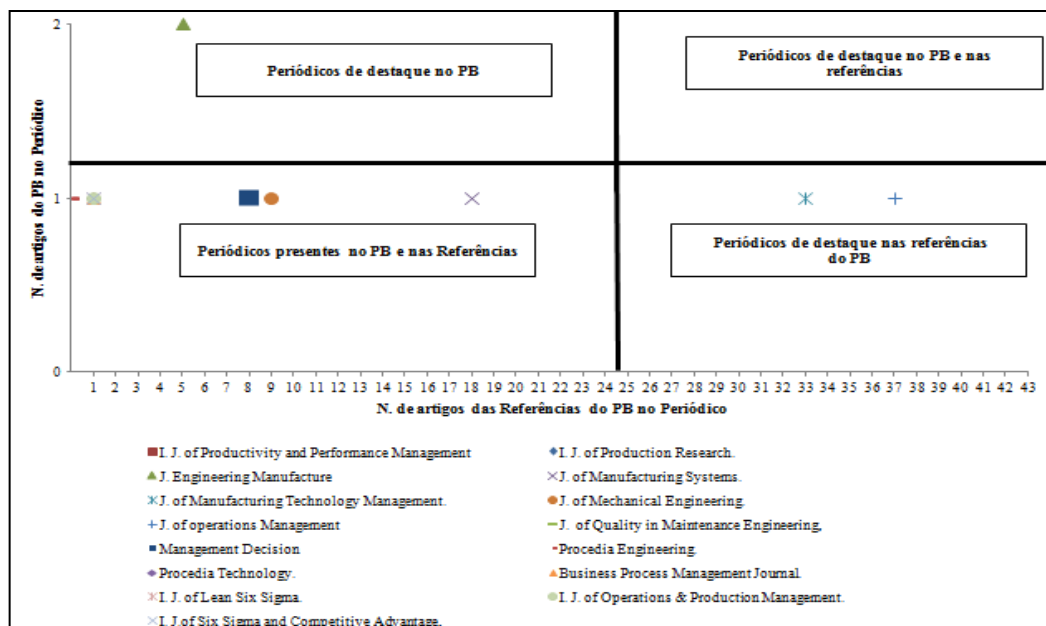 2
Periódicos de destaque no PB
Periódicos de destaque no PB e nas
referências
N. de artigos do PB no Periódico
1
Periódicos presentes no PB e nas Referências
Periódicos de destaque nas referências
do PB
0
1 2 3 4 5 6 7 8 9 10 11 12 13 14 15 16 17 18 19 20 21 22 23 24 25 26 27 28 29 30 31 32 33 34 35 36 37 38 39 40 41 42 43
N. de artigos das Referências do PB no Periódico
I. J. of Productivity and Performance Management
I. J. of Production Research.
J. Engineering Manufacture
J. of Manufacturing Systems.
J. of Manufacturing Technology Management.
J. of Mechanical Engineering.
J. of operations Management
J. of Quality in Maintenance Engineering,
Management Decision
Procedia Engineering.
Procedia Technology.
Business Process Management Journal.
I. J. of Lean Six Sigma.
I. J. of Operations & Production Management.
I. J.of Six Sigma and Competitive Advantage.